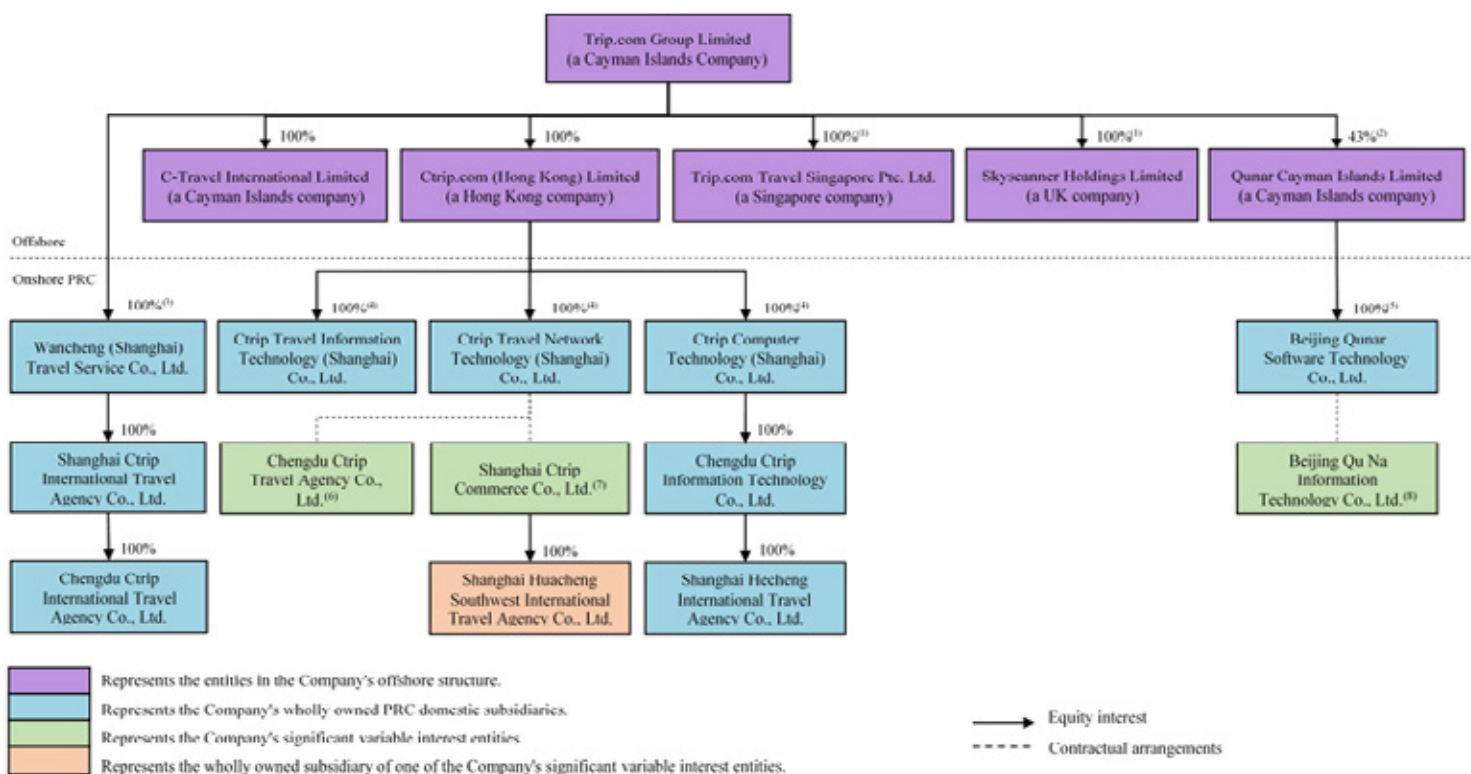 Trip.com Group Limited
(a Cayman Islands Company)
100%
100%
100%(1)
100%(1)
43%(2)
C-Travel International Limited
(a Cayman Islands company)
Ctrip.com (Hong Kong) Limited
(a Hong Kong company)
Trip.com Travel Singapore Pte. Ltd.
(a Singapore company)
Skyscanner Holdings Limited
(a UK company)
Qunar Cayman Islands Limited
(a Cayman Islands company)
Offshore
Onshore PRC
100%(3)
100%(4)
100%(4)
100%(4)
100%(5)
Wancheng (Shanghai)
Travel Service Co., Ltd.
Ctrip Travel Information
Technology (Shanghai)
Co., Ltd.
Ctrip Travel Network
Technology (Shanghai)
Co., Ltd.
Ctrip Computer
Technology (Shanghai)
Co., Ltd.
Beijing Qunar
Software Technology
Co., Ltd.
100%
100%
Shanghai Ctrip
International Travel
Agency Co., Ltd.
Chengdu Ctrip
Travel Agency Co.,
Ltd.(6)
Shanghai Ctrip
Commerce Co., Ltd.(7)
Chengdu Ctrip
Information Technology
Co., Ltd.
Beijing Qu Na
Information
Technology Co., Ltd.(8)
100%
100%
100%
Chengdu Ctrip
International Travel
Agency Co., Ltd.
Shanghai Huacheng
Southwest International
Travel Agency Co., Ltd.
Shanghai Hecheng
International Travel
Agency Co., Ltd.
Represents the entities in the Company's offshore structure.
Represents the Company's wholly owned PRC domestic subsidiaries.
Represents the Company's significant variable interest entities
Represents the wholly owned subsidiary of one of the Company's significant variable interest entities.
Equity interest
Contractual arrangements